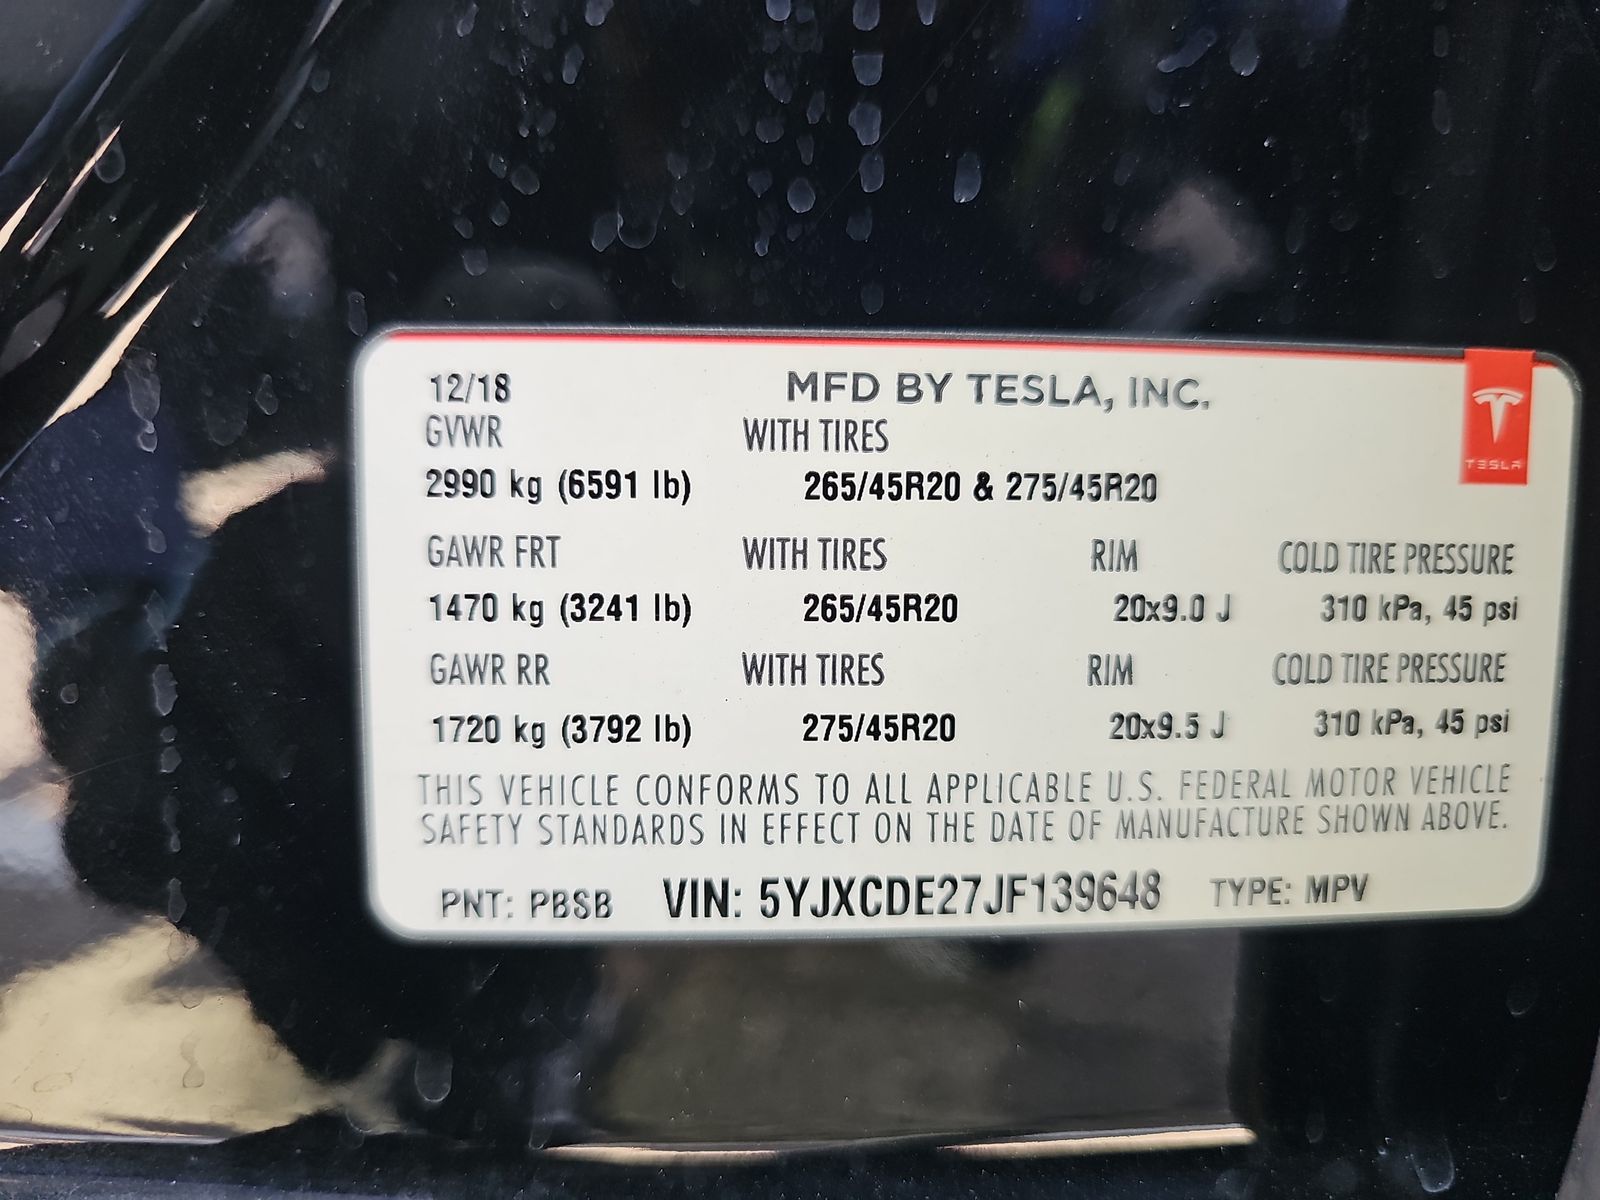 12/18 MFD BY TESLA, INC.
GVWR WITH TIRES
TESLA
2990 kg (6591 lb) 265/45R20 & 275/45R20
GAWR FRT WITH TIRES RIM COLD TIRE PRESSURE
1470 kg (3241 lb) 265/45R20 20x9.0 J 310 kPa, 45 psi
GAWR RR WITH TIRES RIM COLD TIRE PRESSURE
1720 kg (3792 lb) 275/45R20 20x9.5 J 310 kPa, 45 psi
THIS VEHICLE CONFORMS TO ALL APPLICABLE U.S. FEDERAL MOTOR VEHICLE
SAFETY STANDARDS IN EFFECT ON THE DATE OF MANUFACTURE SHOWN ABOVE.
PNT: PBSB VIN: 5YJXCDE27JF139648 TYPE: MPV